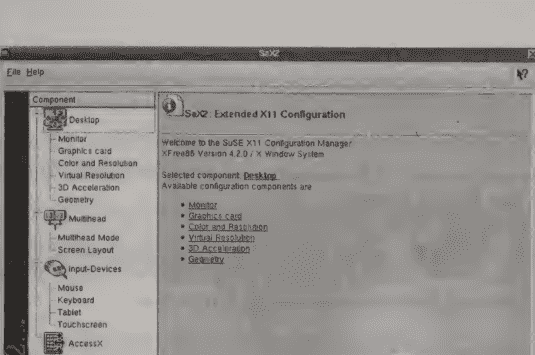 SaX2
File Help
Component
Desktop
Monitor
Graphics card
Color and Resolution
Virtual Resolution
3D Acceleration
Geometry
Multihead
Multihead Mode
Screen Layout
Input-Devices
Mouse
Keyboard
Tablet
Touchscreen
AccessX
SaX2: Extended X11 Configuration
Welcome to the SuSE X11 Configuration Manager
XFree86 Version 4.2.0 / X Window System
Selected component: Desktop
Available configuration components are
• Monitor
• Graphics card
• Color and Resolution
• Virtual Resolution
• 3D Acceleration
• Geometry